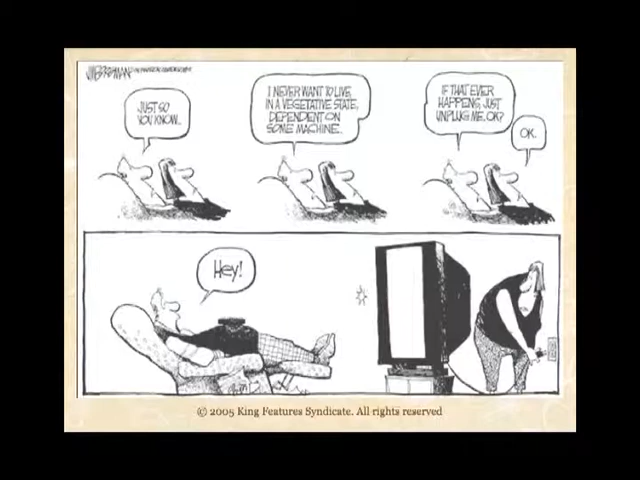 JUST SO
YOU KNOW..
I NEVER WANT TO LIVE
IN A VEGETATIVE STATE,
DEPENDENT ON
SOME MACHINE.
IF THAT EVER
HAPPENS, JUST
UNPLUG ME, OK?
OK.
Hey!
© 2005 King Features Syndicate. All rights reserved